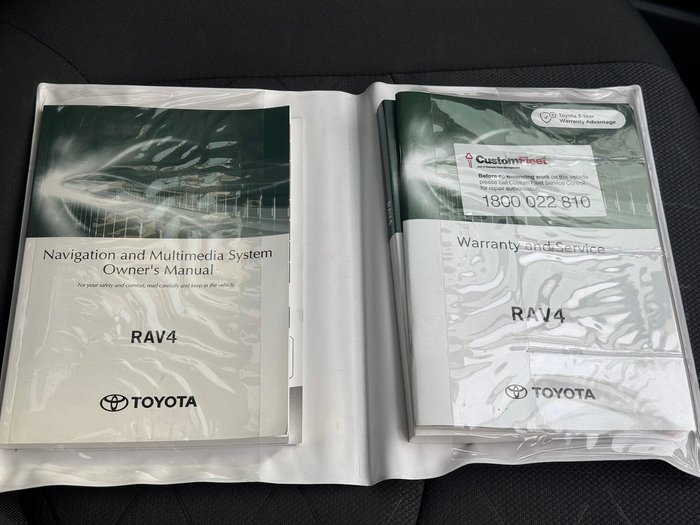 Navigation and Multimedia System
Owner's Manual
For your safety and comfort, read carefully and keep in the vehicle.
RAV4
TOYOTA
Toyota 5 Year
Warranty Advantage
CustomFleet
Before commencing work on this vehicle
please call Custom Fleet Service Control
for repair authorisation.
1800 022 810
Warranty and Service
RAV4
TOYOTA